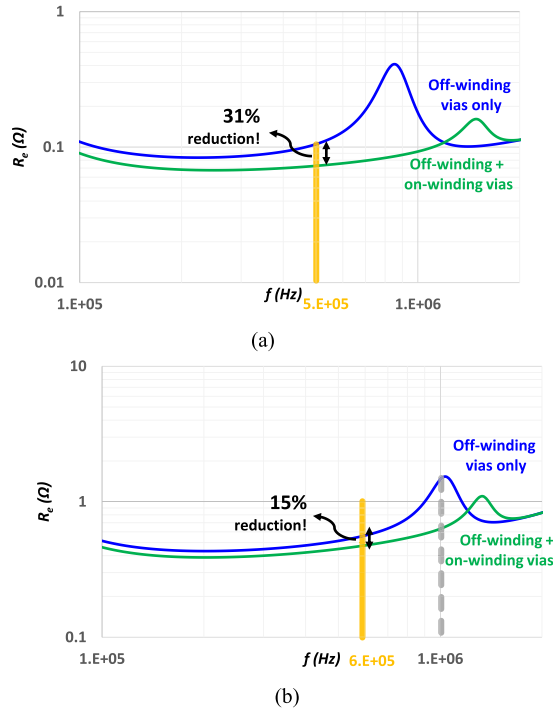 1
Off-winding
vias only
31%
reduction!
Rₑ (Ω)
0.1
Off-winding +
on-winding vias
0.01
f (Hz)
1.E+05
5.E+05
1.E+06
(a)
10
Off-winding
vias only
Rₑ (Ω)
1
15%
reduction!
Off-winding +
on-winding vias
0.1
1.E+05
f (Hz)
6.E+05
1.E+06
(b)